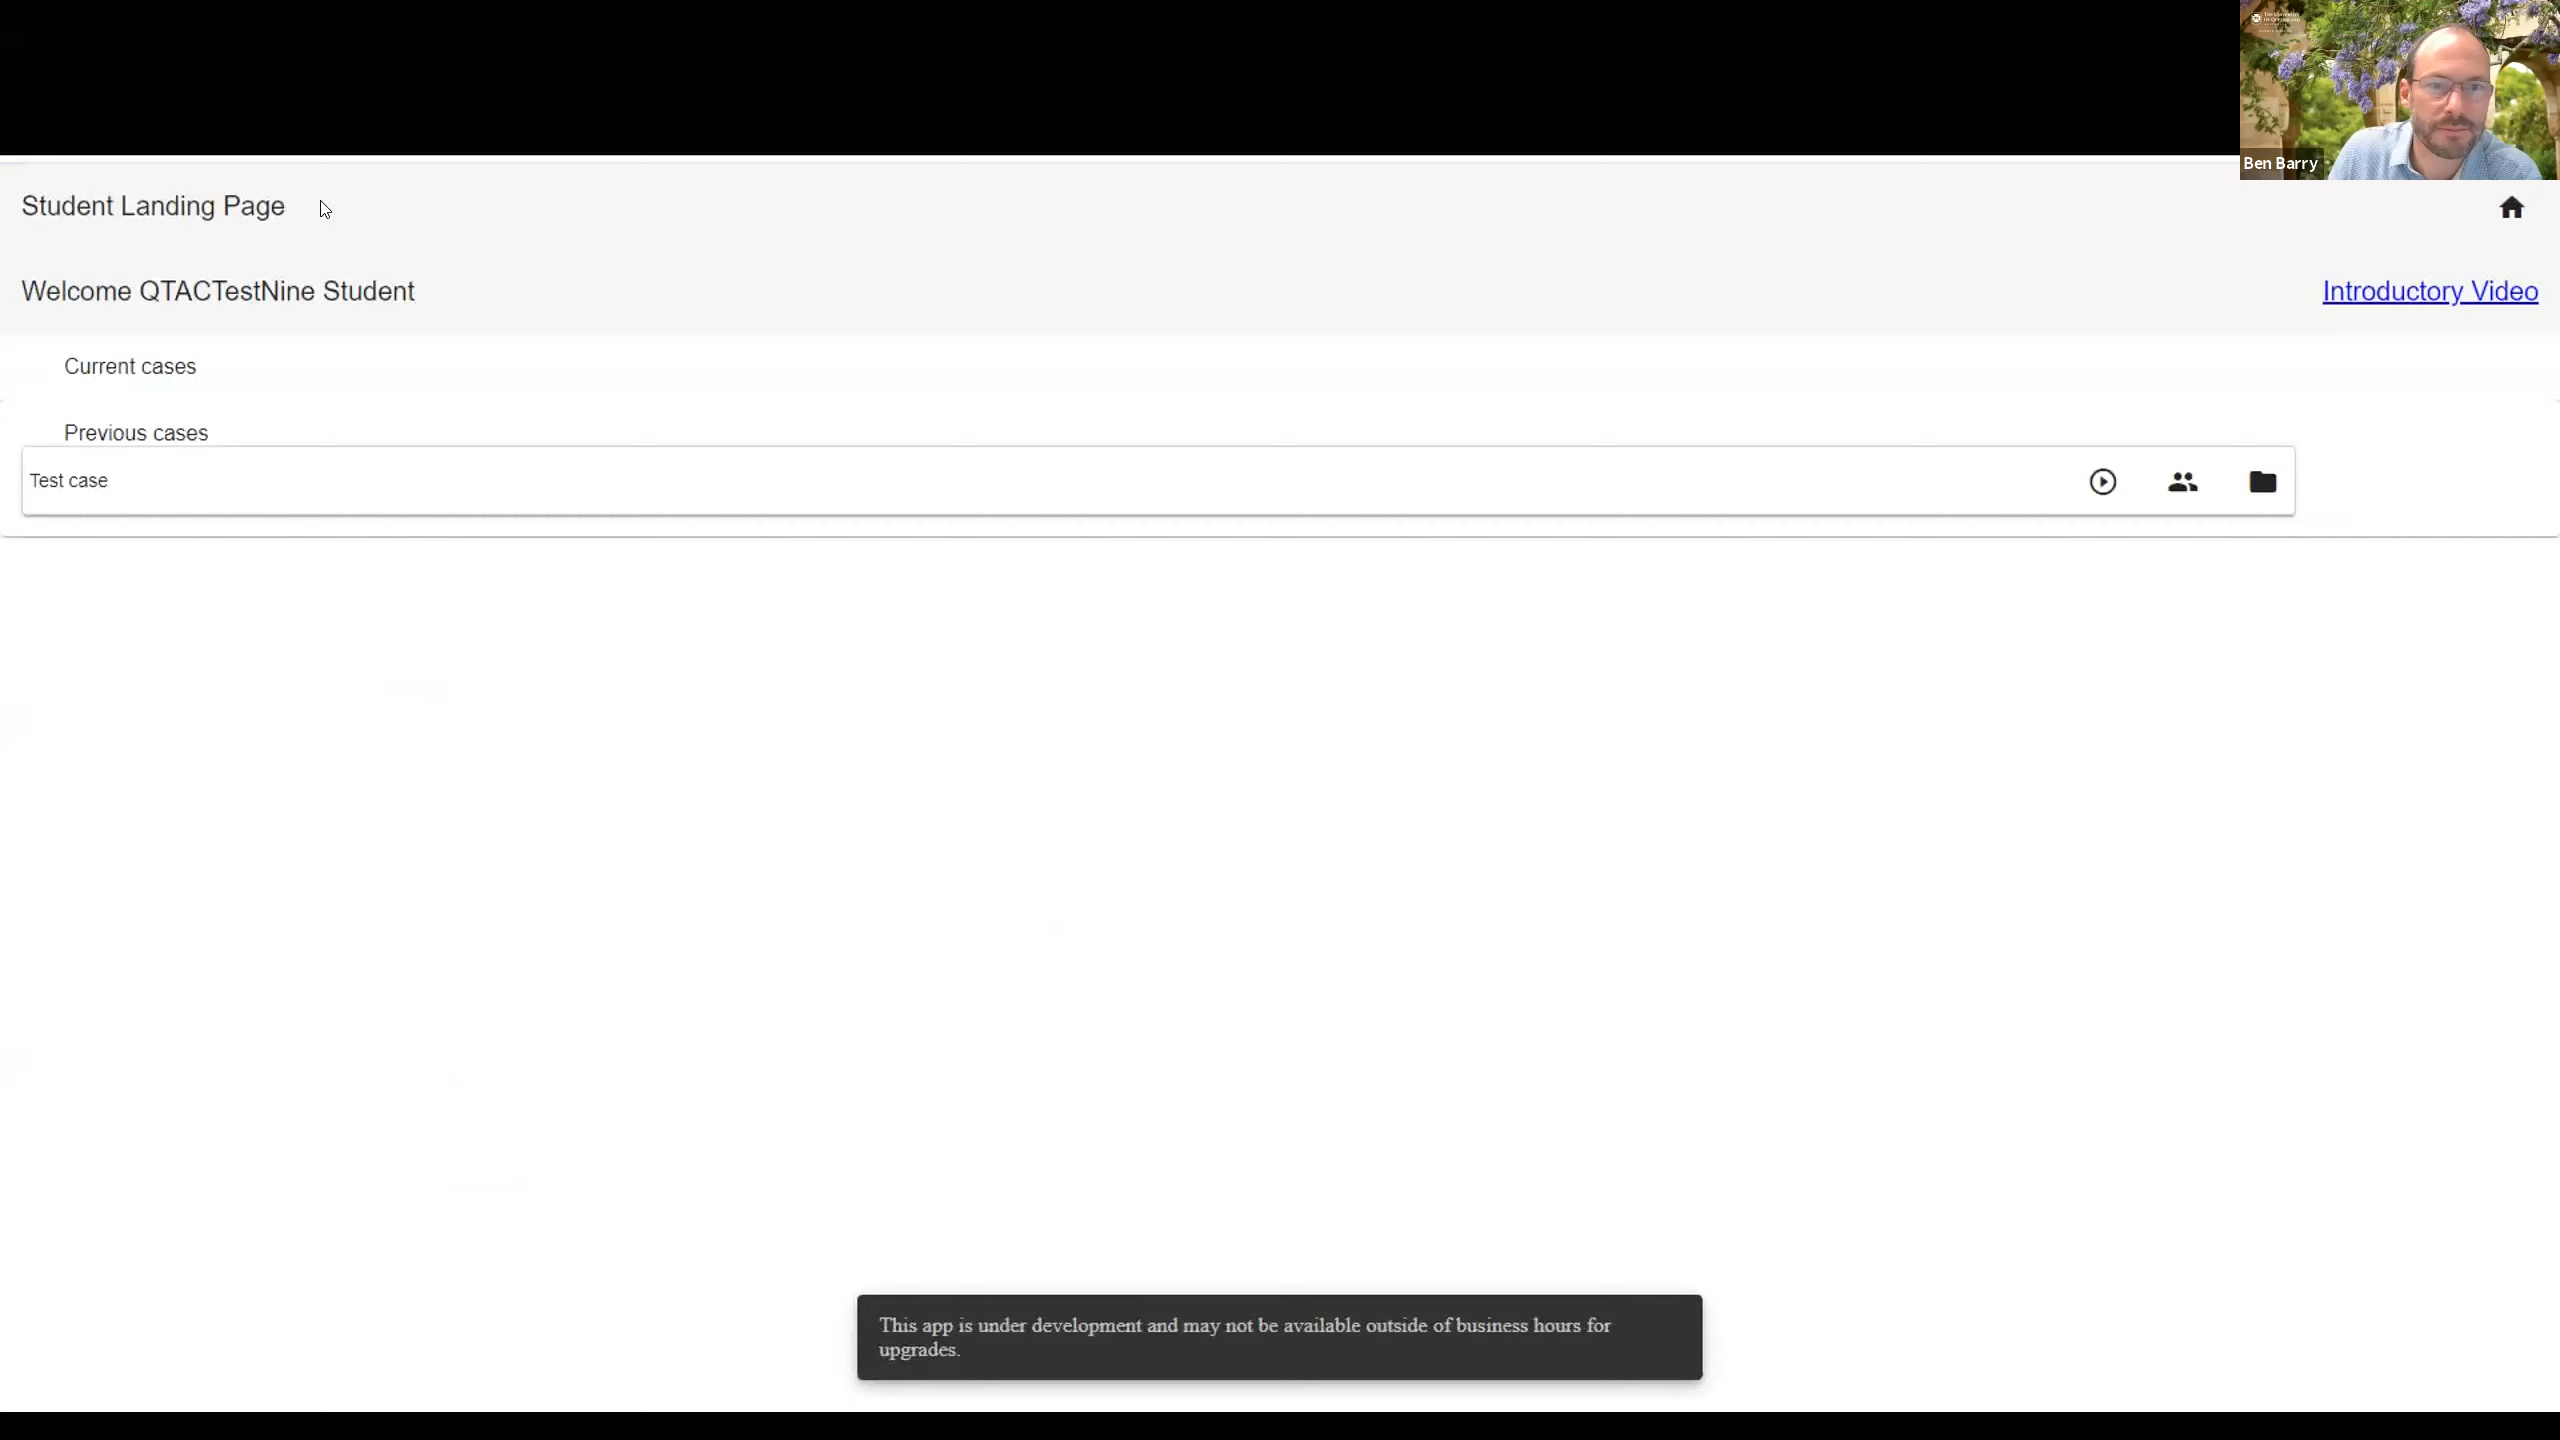 Ben Barry
Student Landing Page
Welcome QTACTestNine Student
Introductory Video
Current cases
Previous cases
Test case
This app is under development and may not be available outside of business hours for
upgrades.